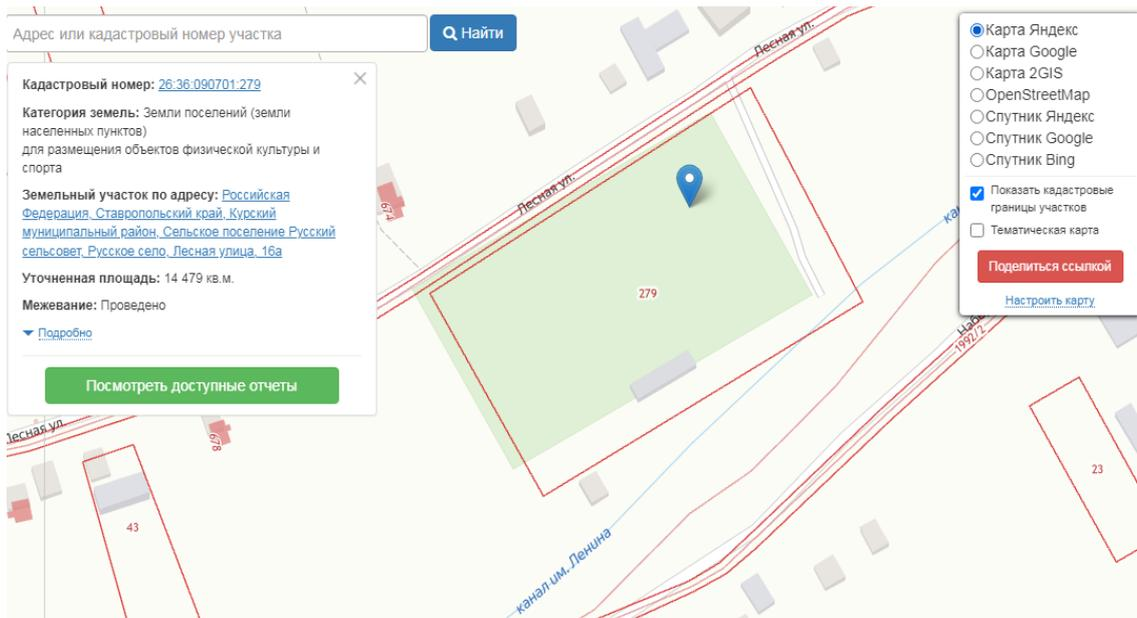 Адрес или кадастровый номер участка
Найти
Кадастровый номер: 26:36:090701:279
Категория земель: Земли поселений (земли
населенных пунктов)
для размещения объектов физической культуры и
спорта
Земельный участок по адресу: Российская
Федерация, Ставропольский край, Курский
муниципальный район, Сельское поселение Русский
сельсовет, Русское село, Лесная улица, 16а
Уточненная площадь: 14 479 кв.м.
Межевание: Проведено
Подробно
Посмотреть доступные отчеты
Карта Яндекс
Карта Google
Карта 2GIS
OpenStreetMap
Спутник Яндекс
Спутник Google
Спутник Bing
Показать кадастровые
границы участков
Тематическая карта
Поделиться ссылкой
Настроить карту
Лесная ул.
Лесная ул.
674
279
1992/2
Лесная ул.
678
43
23
канал им. Ленина